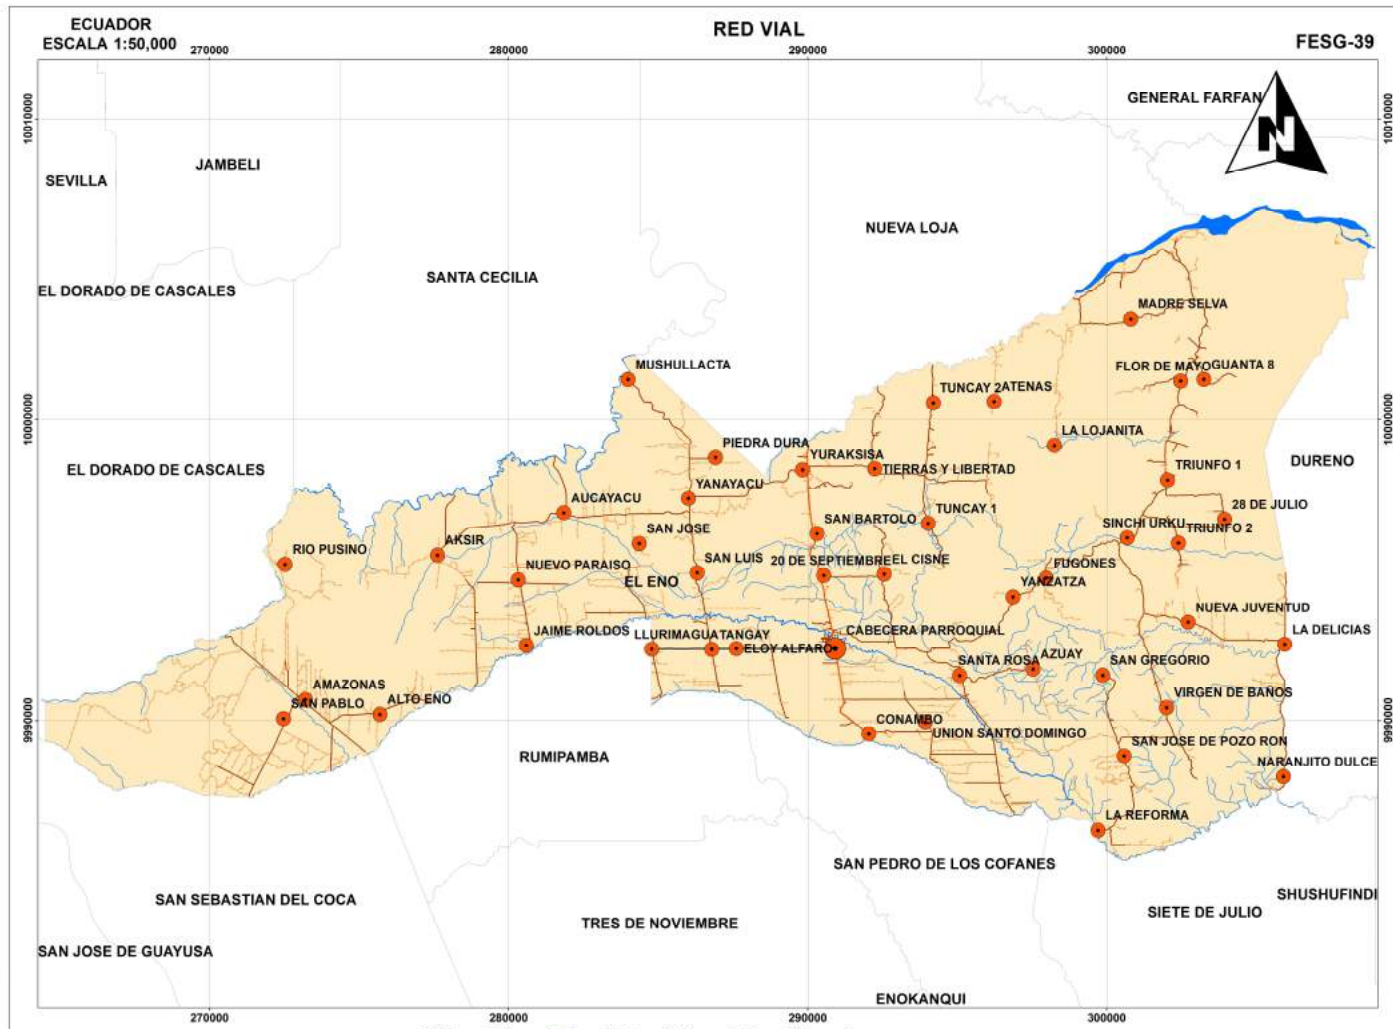 ECUADOR
ESCALA 1:50,000
RED VIAL
FESG-39
270000
280000
290000
300000
10010000
10010000
GENERAL FARFAN
N
JAMBELI
SEVILLA
NUEVA LOJA
SANTA CECILIA
EL DORADO DE CASCALES
MADRE SELVA
MUSHULLACTA
FLOR DE MAYO
GUANTA 8
TUNCAY 2
ATENAS
10000000
10000000
LA LOJANITA
PIEDRA DURA
YURAKSISA
TIERRAS Y LIBERTAD
TRIUNFO 1
DURENO
EL DORADO DE CASCALES
YANAYACU
AUCAYACU
28 DE JULIO
TUNCAY 1
SAN BARTOLO
SINCHI URKU
TRIUNFO 2
SAN JOSE
AKSIR
RIO PUSINO
NUEVO PARAISO
SAN LUIS
20 DE SEPTIEMBRE
EL CISNE
FUGONES
EL ENO
YANZATZA
NUEVA JUVENTUD
JAIME ROLDOS
LLURIMAGUA
TANGAY
CABECERA PARROQUIAL
LA DELICIAS
ELOY ALFARO
SANTA ROSA
AZUAY
SAN GREGORIO
AMAZONAS
SAN PABLO
ALTO ENO
VIRGEN DE BAÑOS
9990000
9990000
CONAMBO
UNION SANTO DOMINGO
SAN JOSE DE POZO RON
RUMIPAMBA
NARANJITO DULCE
LA REFORMA
SAN PEDRO DE LOS COFANES
SHUSHUFINDI
SAN SEBASTIAN DEL COCA
SIETE DE JULIO
TRES DE NOVIEMBRE
SAN JOSE DE GUAYUSA
ENOKANQUI
270000
280000
290000
300000